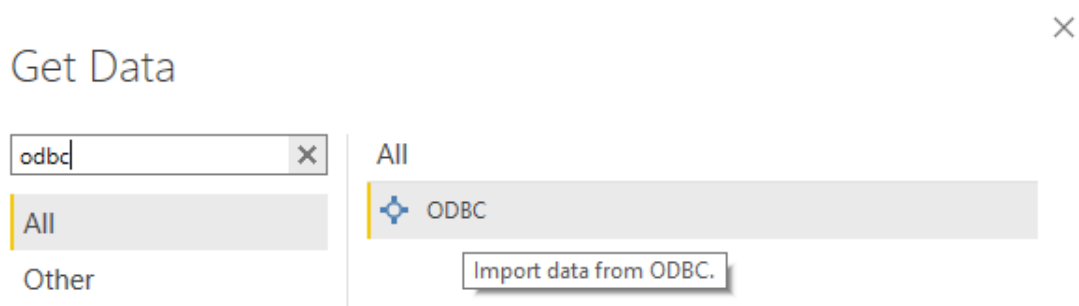 Get Data
odbc
All
Other
All
ODBC
Import data from ODBC.